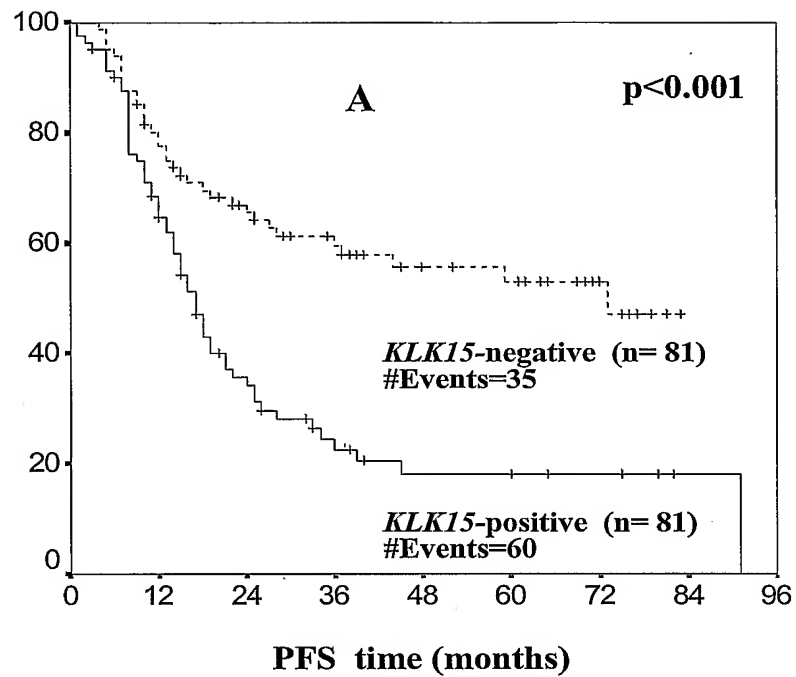 100
A
p<0.001
80
60
KLK15-negative (n= 81)
#Events=35
40
20
KLK15-positive (n= 81)
#Events=60
0
0 12 24 36 48 60 72 84 96
PFS time (months)